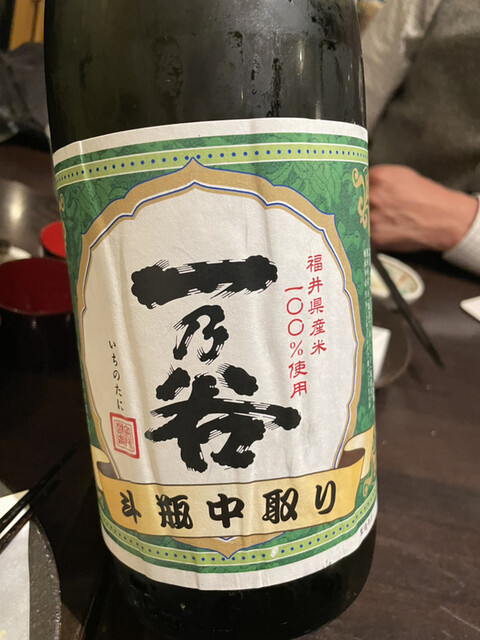 福井県産米
一〇〇%使用
一乃谷
いちのたに
斗瓶中取り